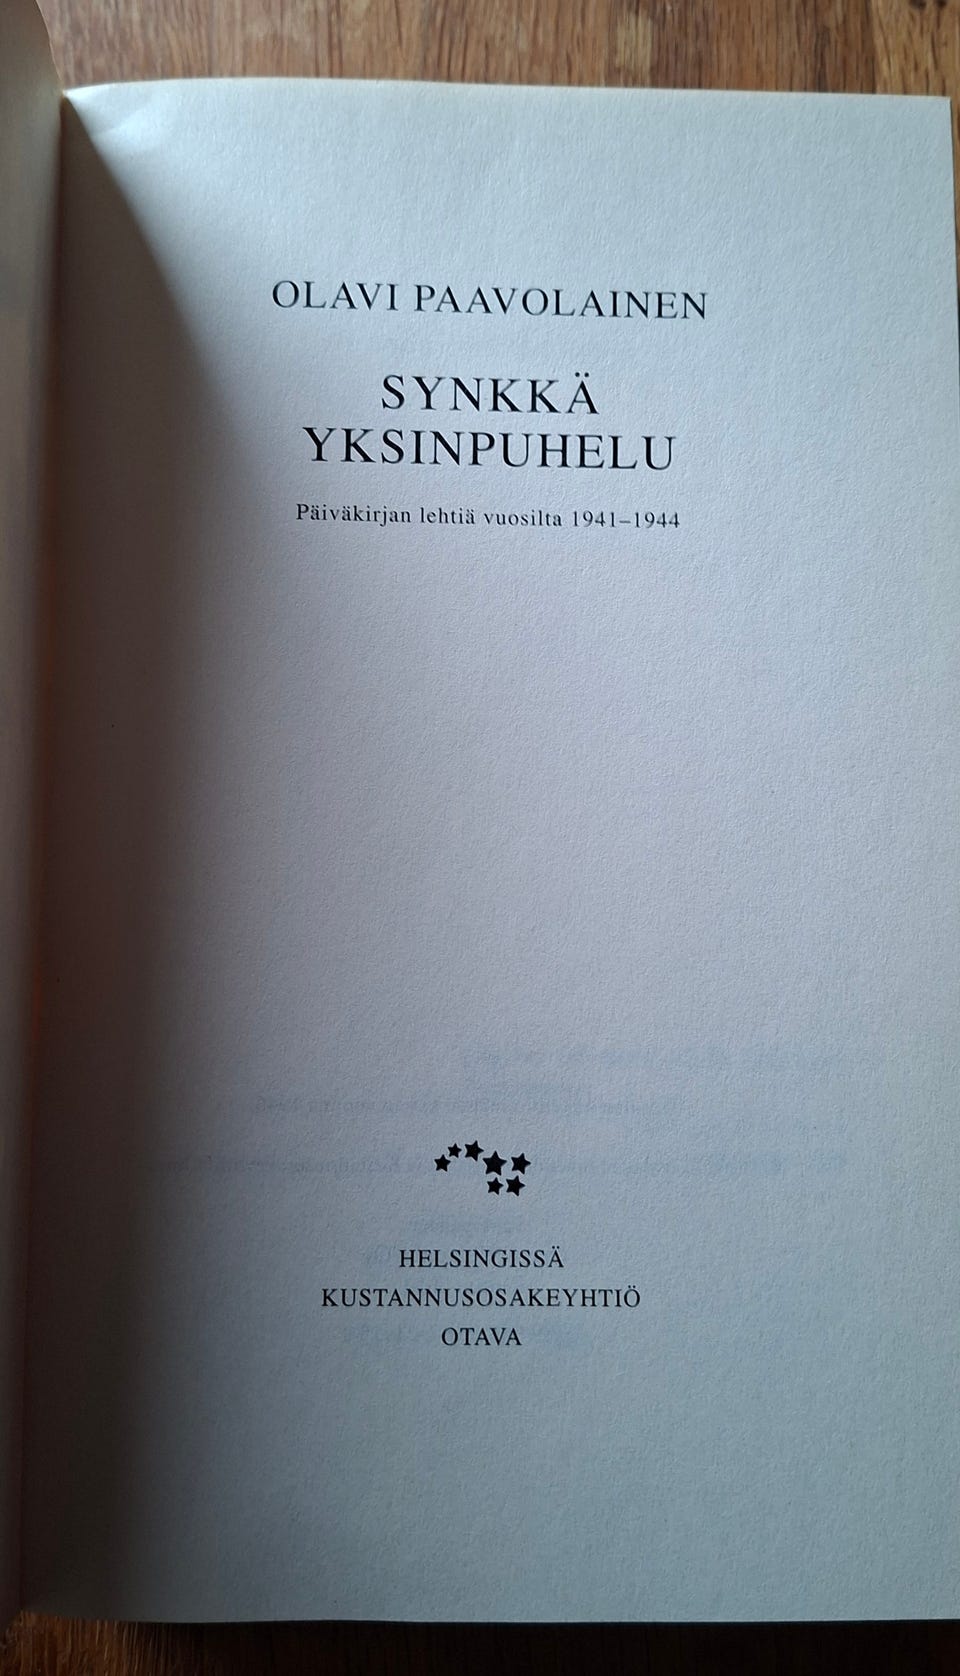 OLAVI PAAVOLAINEN
SYNKKÄ
YKSINPUHELU
Päiväkirjan lehtiä vuosilta 1941–1944
HELSINGISSÄ
KUSTANNUSOSAKEYHTIÖ
OTAVA